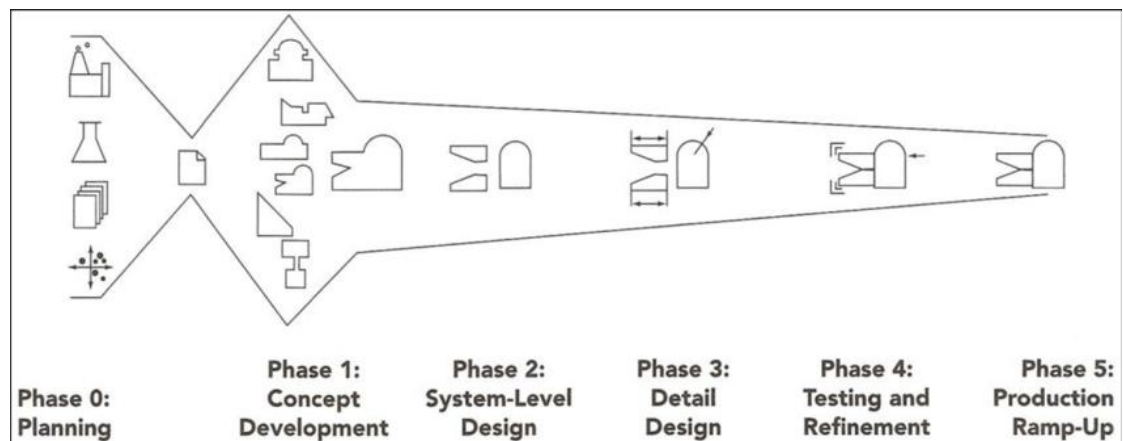 Phase 0:
Planning
Phase 1:
Concept
Development
Phase 2:
System-Level
Design
Phase 3:
Detail
Design
Phase 4:
Testing and
Refinement
Phase 5:
Production
Ramp-Up